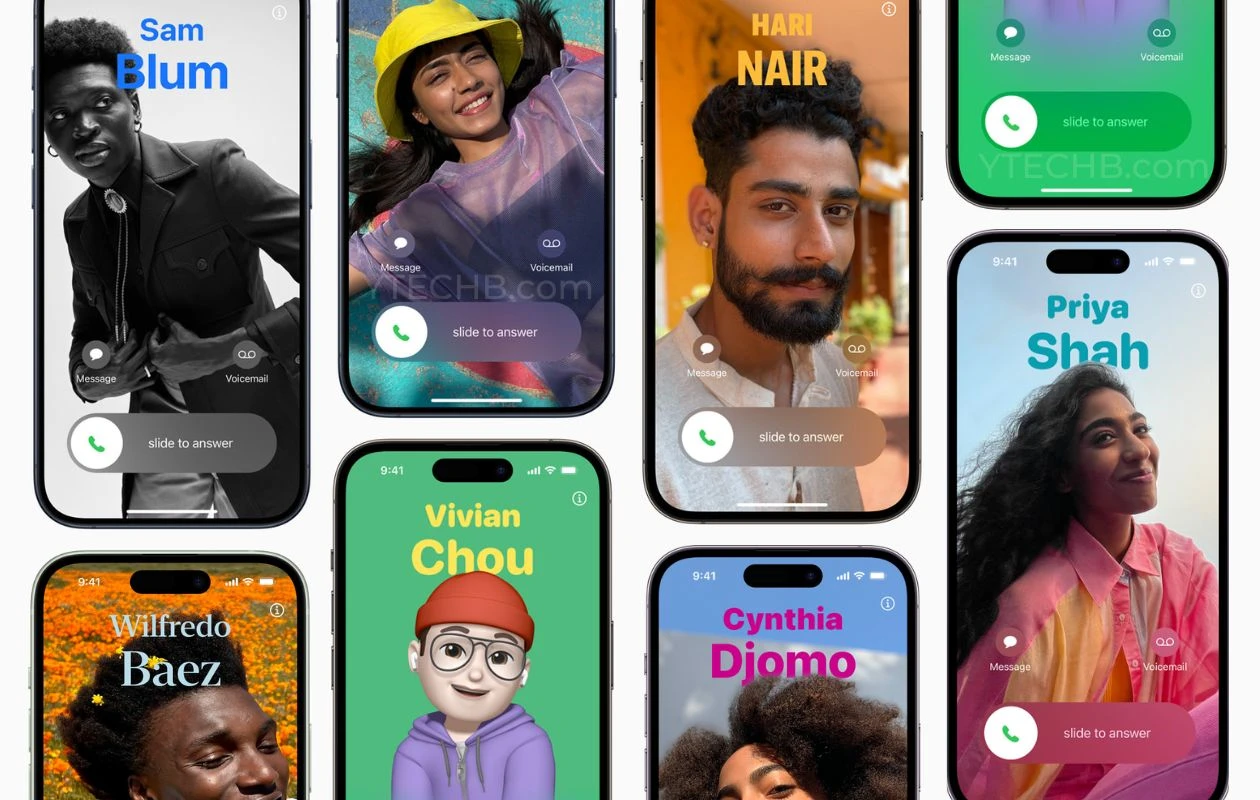 Sam
Blum
Message
Voicemail
slide to answer
Message
Voicemail
YTECHB.com
slide to answer
HARI
NAIR
Message
Voicemail
slide to answer
Message
Voicemail
slide to answer
YTECHB.com
9:41
Wilfredo
Baez
9:41
Vivian
Chou
9:41
Cynthia
Djomo
9:41
Priya
Shah
Message
Voicemail
slide to answer